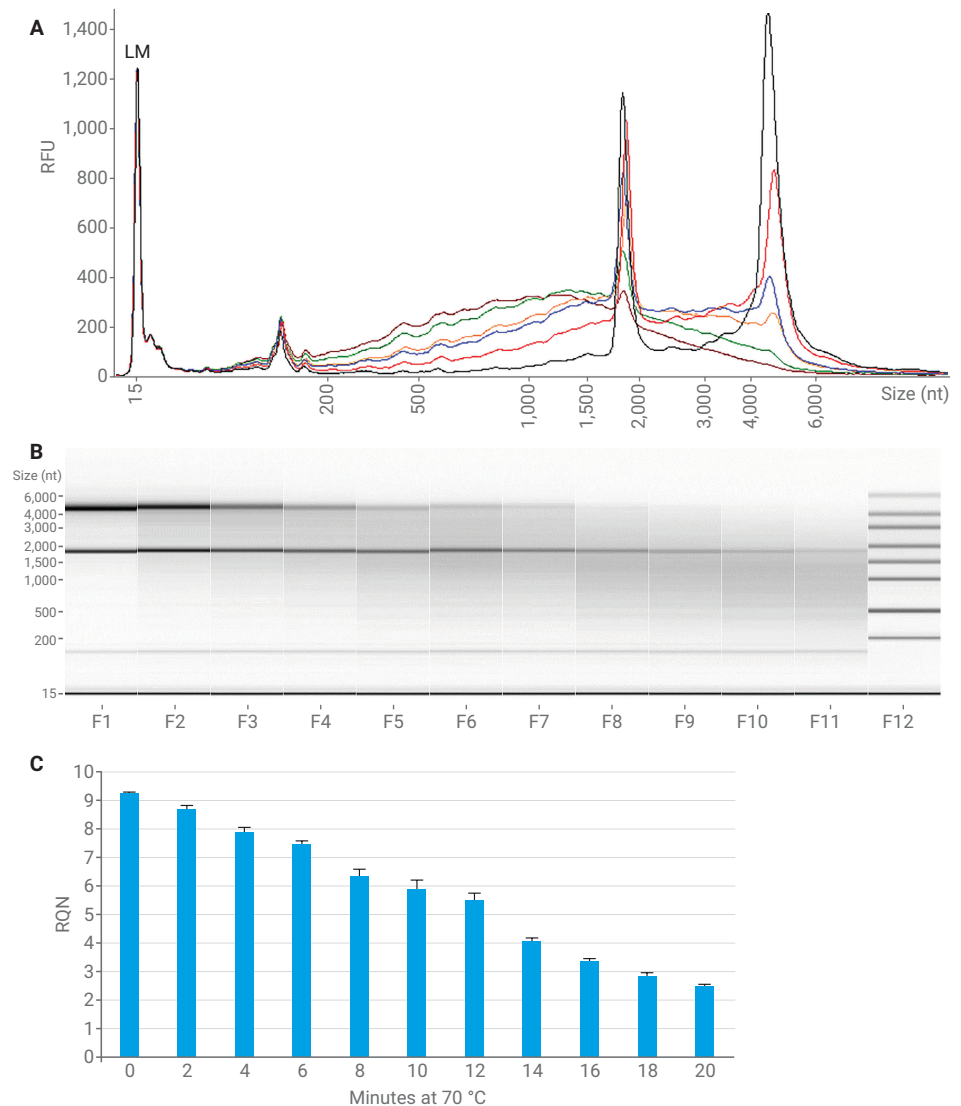 A
LM
RFU
1,400
1,200
1,000
800
600
400
200
0
15 200 500 1,000 1,500 2,000 3,000 4,000 6,000 Size (nt)
B
Size (nt)
6,000
4,000
3,000
2,000
1,500
1,000
500
200
15
F1 F2 F3 F4 F5 F6 F7 F8 F9 F10 F11 F12
C
RQN
10
9
8
7
6
5
4
3
2
1
0
0 2 4 6 8 10 12 14 16 18 20
Minutes at 70 °C